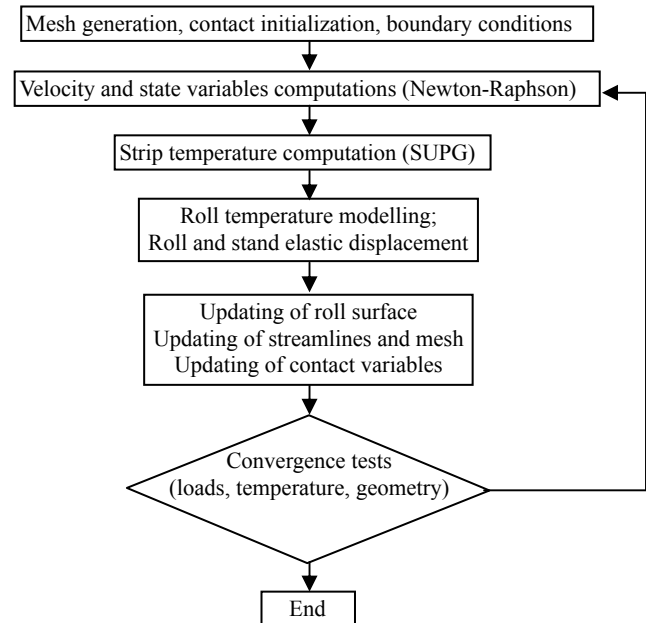 Mesh generation, contact initialization, boundary conditions
Velocity and state variables computations (Newton-Raphson)
Strip temperature computation (SUPG)
Roll temperature modelling;
Roll and stand elastic displacement
Updating of roll surface
Updating of streamlines and mesh
Updating of contact variables
Convergence tests
(loads, temperature, geometry)
End